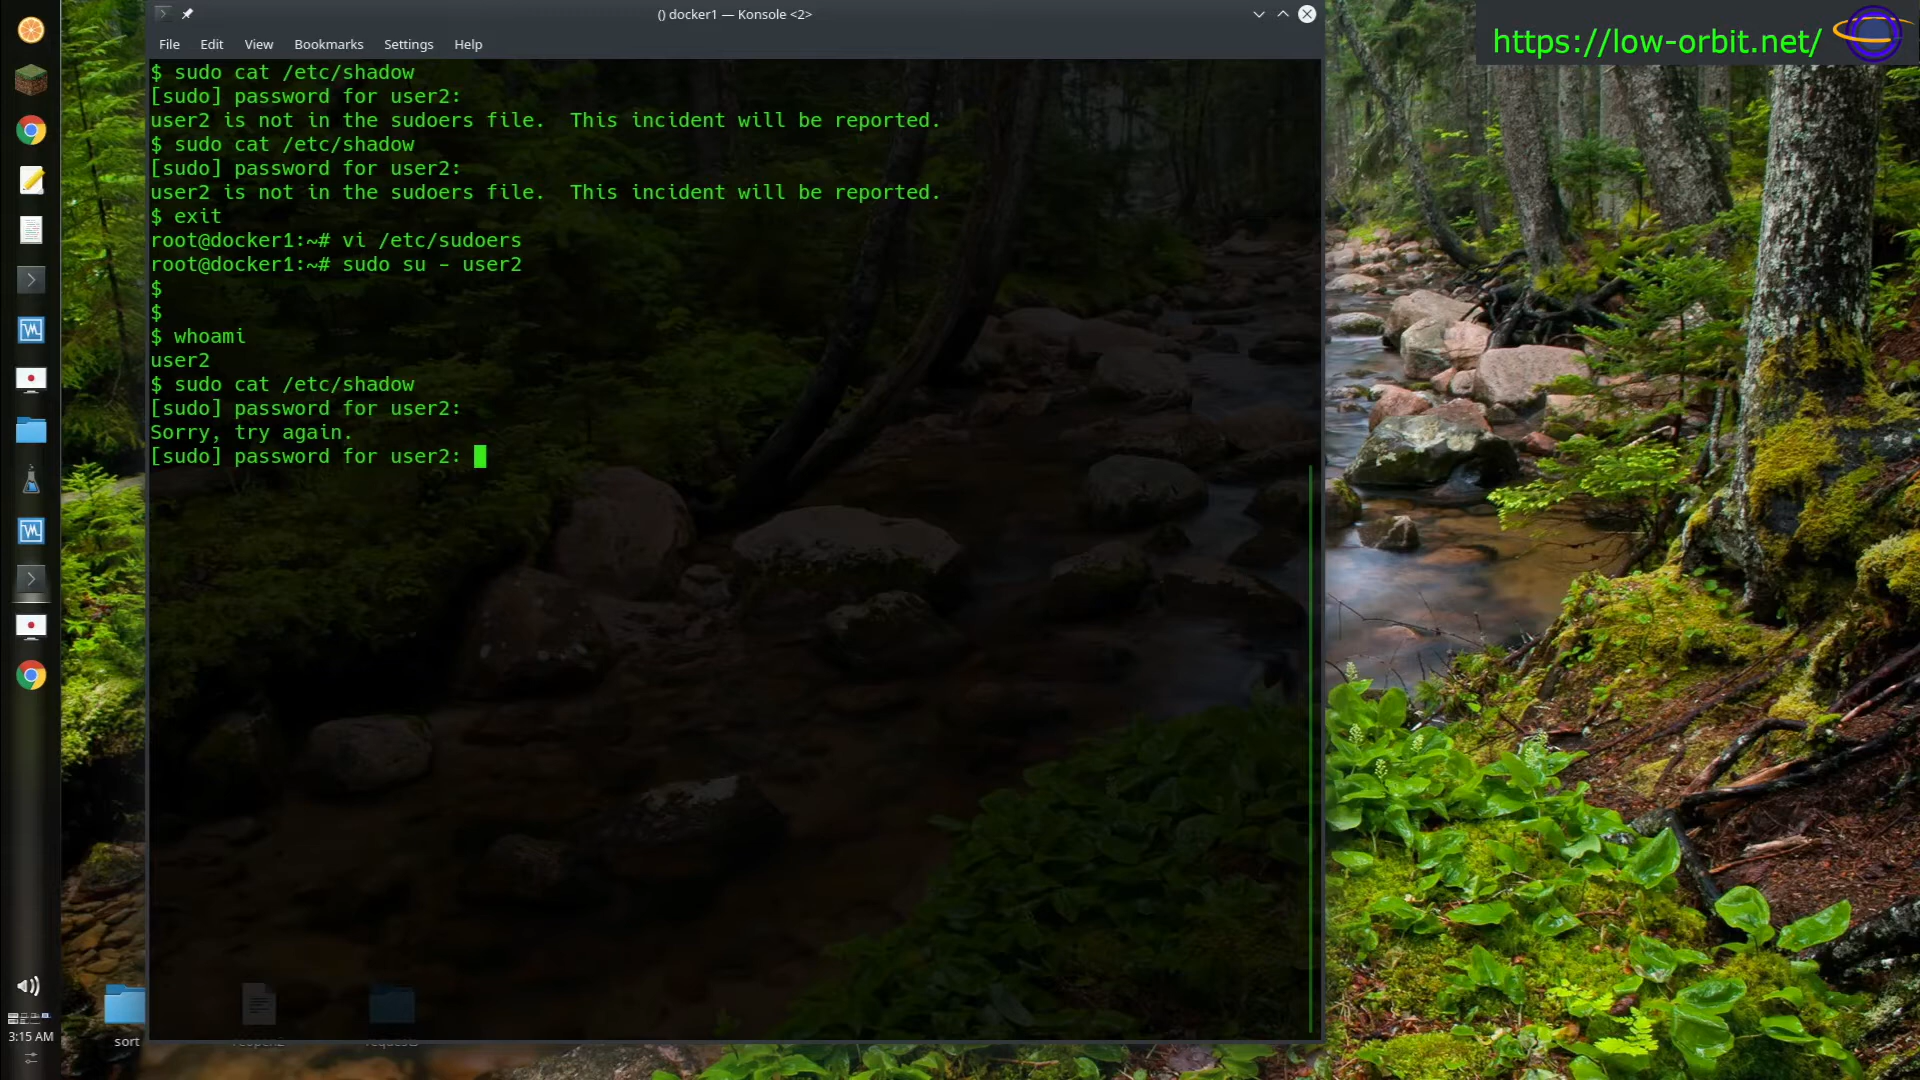 () docker1 — Konsole <2>
File Edit View Bookmarks Settings Help
https://low-orbit.net/
$ sudo cat /etc/shadow
[sudo] password for user2:
user2 is not in the sudoers file.  This incident will be reported.
$ sudo cat /etc/shadow
[sudo] password for user2:
user2 is not in the sudoers file.  This incident will be reported.
$ exit
root@docker1:~# vi /etc/sudoers
root@docker1:~# sudo su - user2
$
$
$ whoami
user2
$ sudo cat /etc/shadow
[sudo] password for user2:
Sorry, try again.
[sudo] password for user2:
3:15 AM
sort